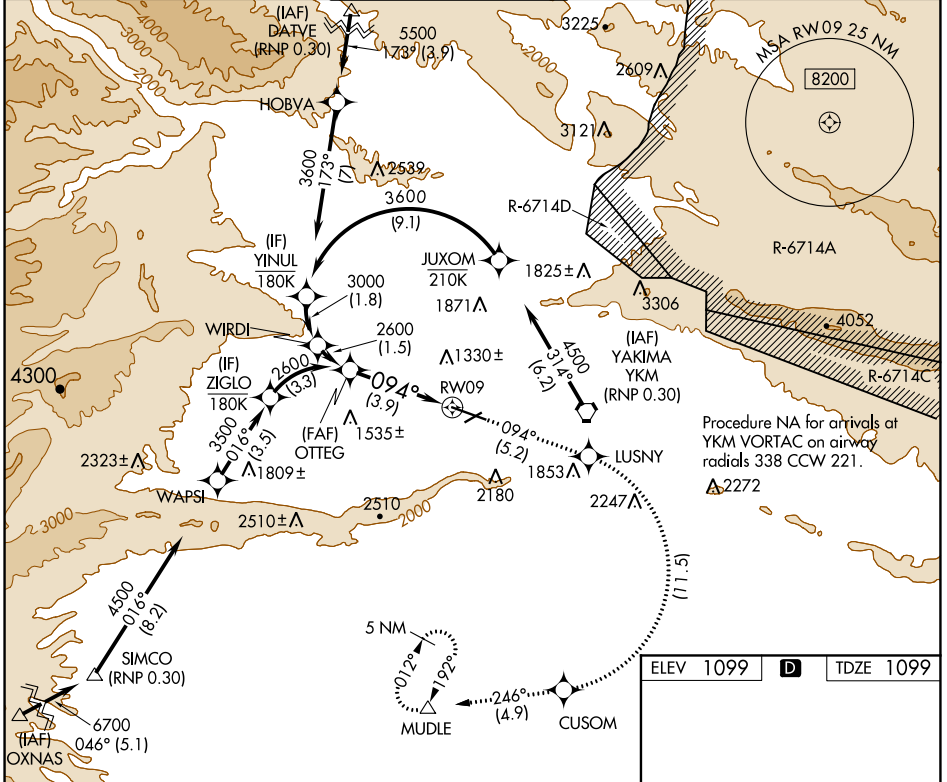 (IAF)
DATVE
(RNP 0.30)
5500
173° (3.9)
HOBVA
3600
173°
(7)
2539
3600
(9.1)
(IF)
YINUL
180K
3000
(1.8)
JUXOM
210K
1825±
1871
WIRDI
2600
(1.5)
(IF)
ZIGLO
180K
2600
(3.3)
1330±
RW09
094°
(3.9)
4500
314°
(6.2)
(IAF)
YAKIMA
YKM
(RNP 0.30)
(FAF)
OTTEG
1535±
3500
016°
(3.5)
1809±
2323±
WAPSI
094°
(5.2)
LUSNY
1853
2180
2247
2510±
2510
2000
3000
4300
4000
3000
2000
3225
2000
2609
3121
MSA RW09 25 NM
8200
R-6714D
R-6714A
3306
4052
R-6714C
Procedure NA for arrivals at
YKM VORTAC on airway
radials 338 CCW 221.
2272
(11.5)
4500
016°
(8.2)
SIMCO
(RNP 0.30)
6700
046° (5.1)
(IAF)
OXNAS
5 NM
012°
192°
MUDLE
246°
(4.9)
CUSOM
ELEV 1099 D TDZE 1099